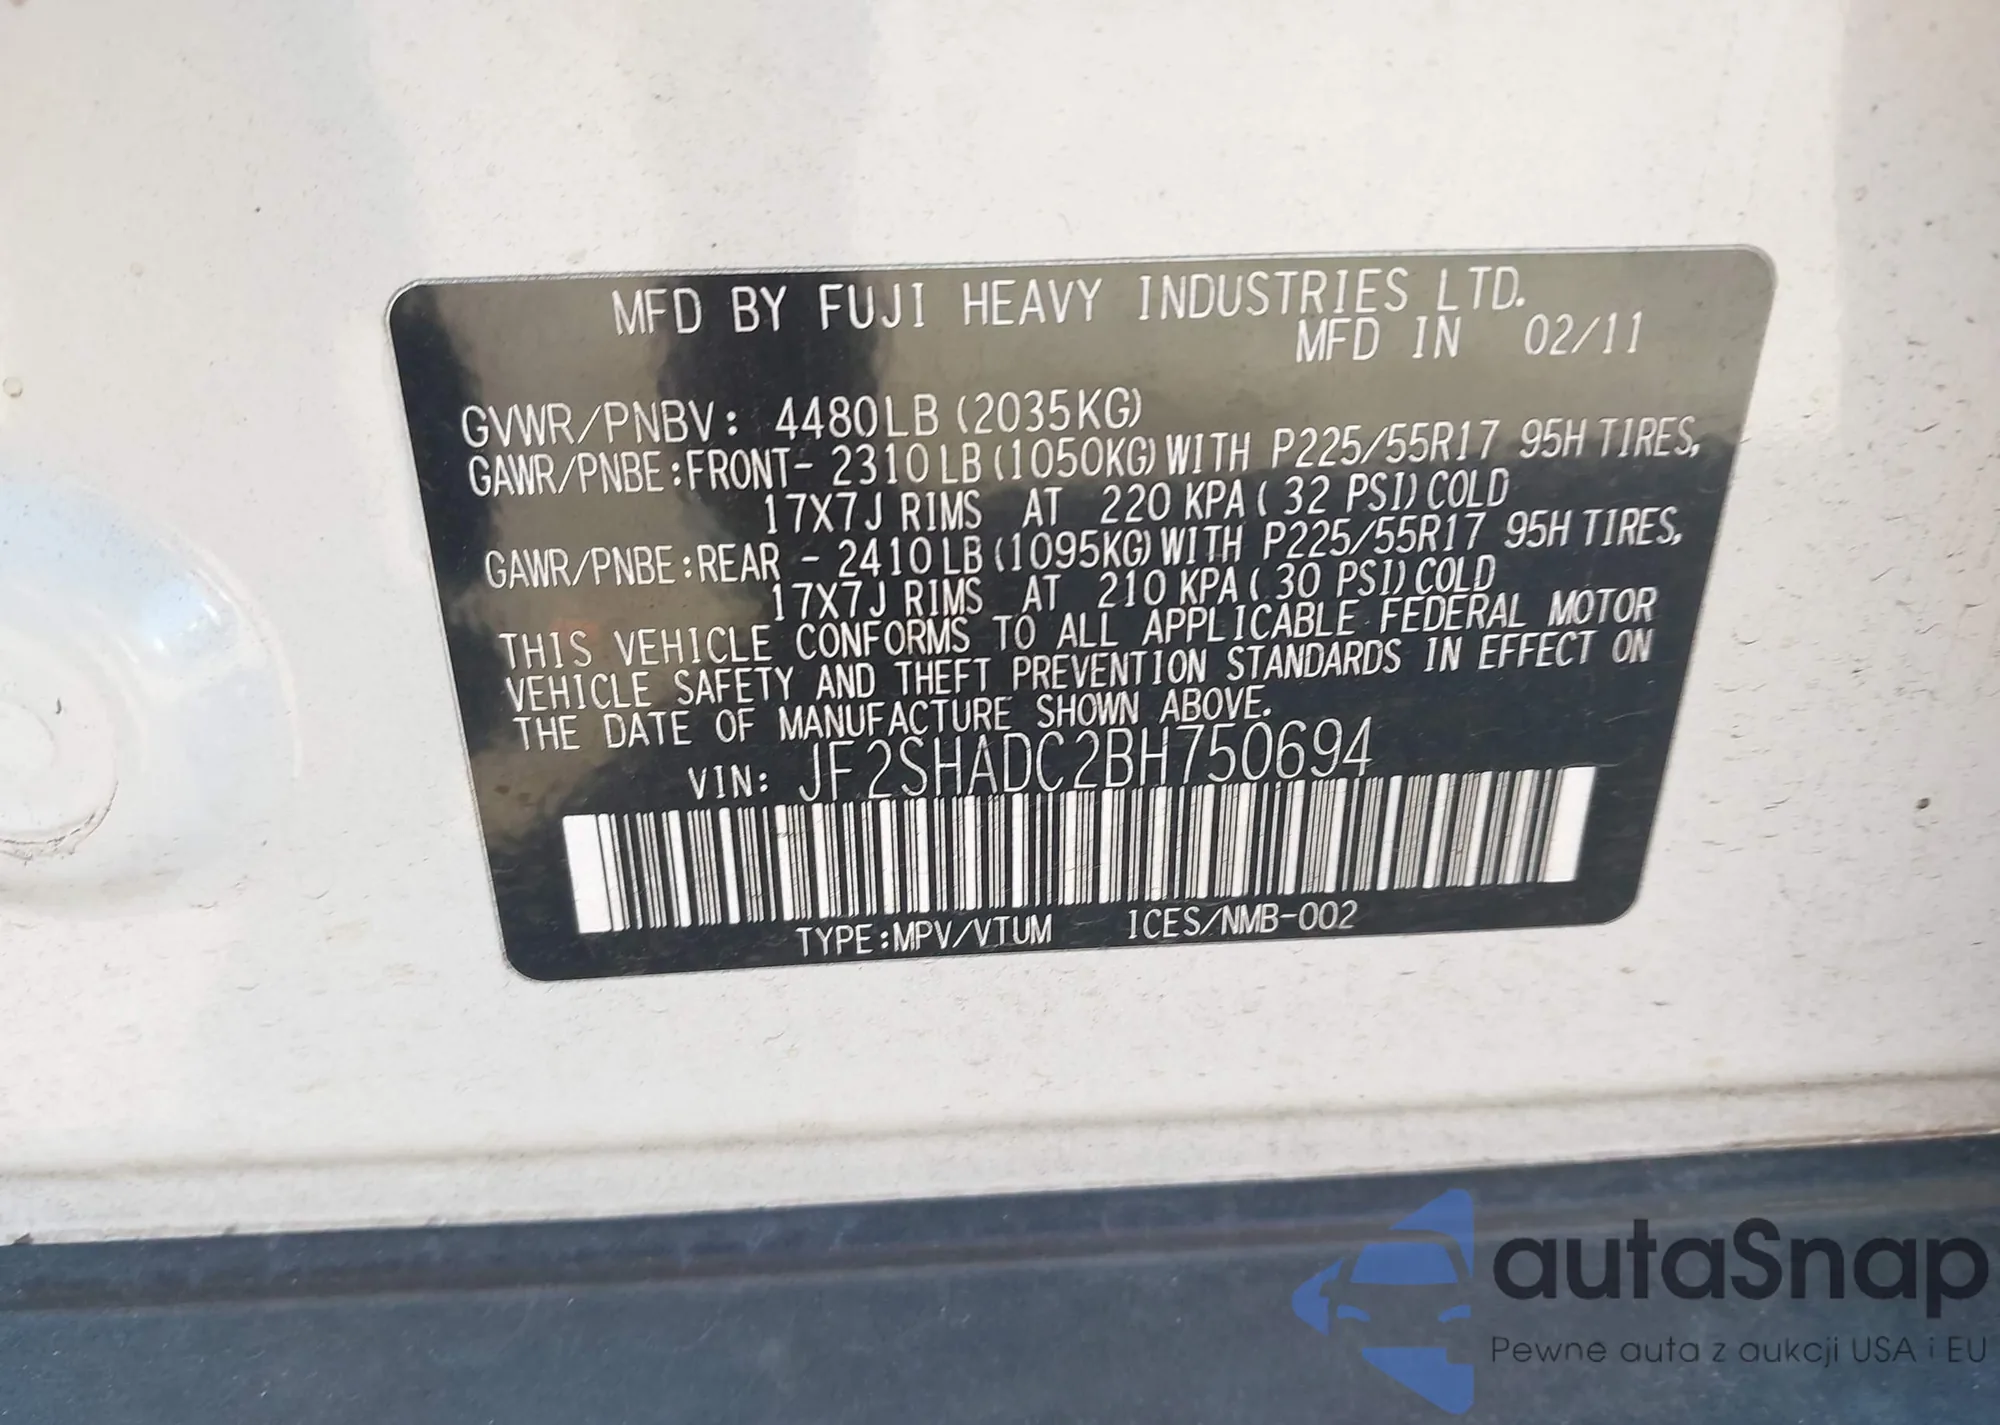 MFD BY FUJI HEAVY INDUSTRIES LTD.
MFD IN 02/11
GVWR/PNBV: 4480LB (2035KG)
GAWR/PNBE:FRONT- 2310LB (1050KG) WITH P225/55R17 95H TIRES,
17X7J RIMS AT 220 KPA ( 32 PSI) COLD
GAWR/PNBE:REAR - 2410LB (1095KG) WITH P225/55R17 95H TIRES,
17X7J RIMS AT 210 KPA ( 30 PSI) COLD
THIS VEHICLE CONFORMS TO ALL APPLICABLE FEDERAL MOTOR
VEHICLE SAFETY AND THEFT PREVENTION STANDARDS IN EFFECT ON
THE DATE OF MANUFACTURE SHOWN ABOVE.
VIN: JF2SHADC2BH750694
TYPE:MPV/VTUM ICES/NMB-002
autaSnap
Pewne auta z aukcji USA i EU